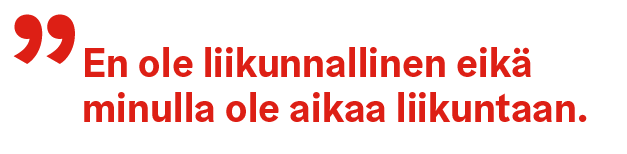 ”En ole liikunnallinen eikä
minulla ole aikaa liikuntaan.